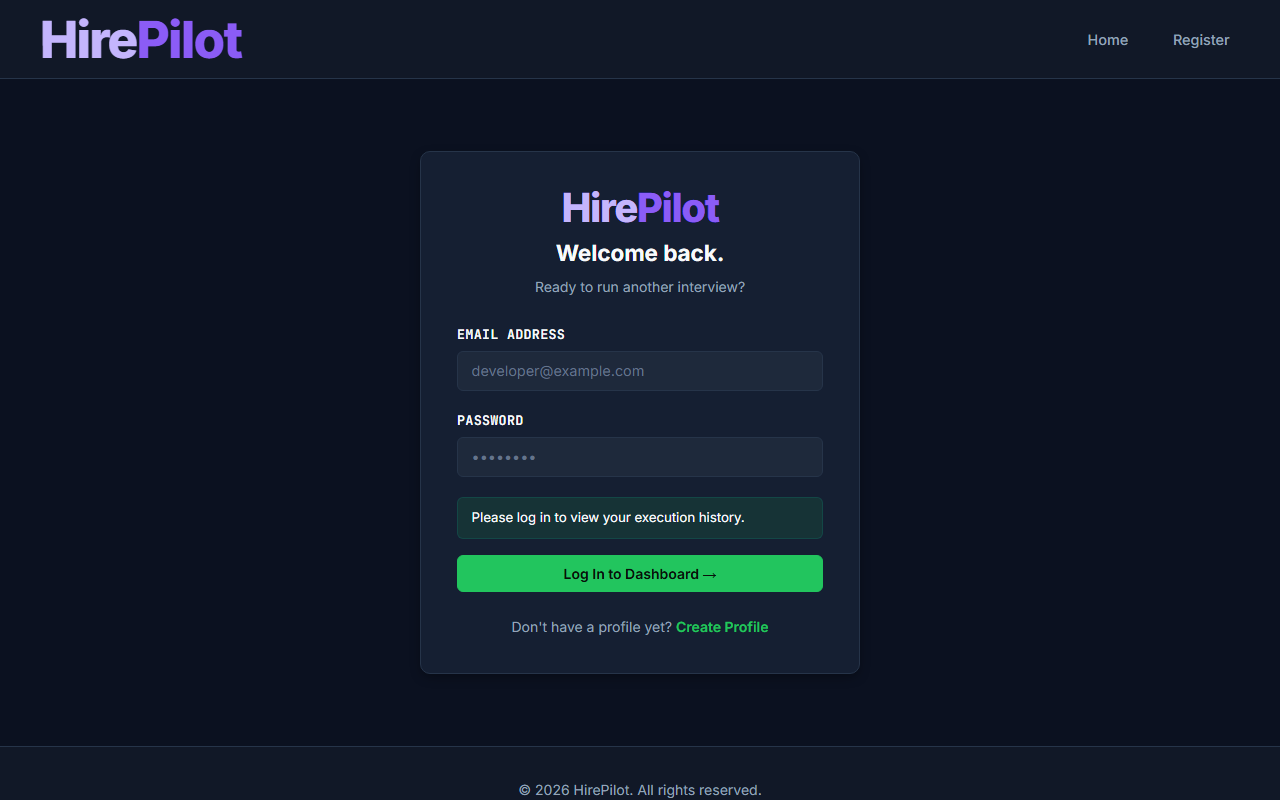 HirePilot
Home
Register
HirePilot
Welcome back.
Ready to run another interview?
EMAIL ADDRESS
developer@example.com
PASSWORD
••••••••
Please log in to view your execution history.
Log In to Dashboard →
Don't have a profile yet? Create Profile
© 2026 HirePilot. All rights reserved.